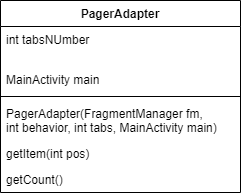 PagerAdapter
int tabsNUmber
MainActivity main
PagerAdapter(FragmentManager fm,
int behavior, int tabs, MainActivity main)
getItem(int pos)
getCount()